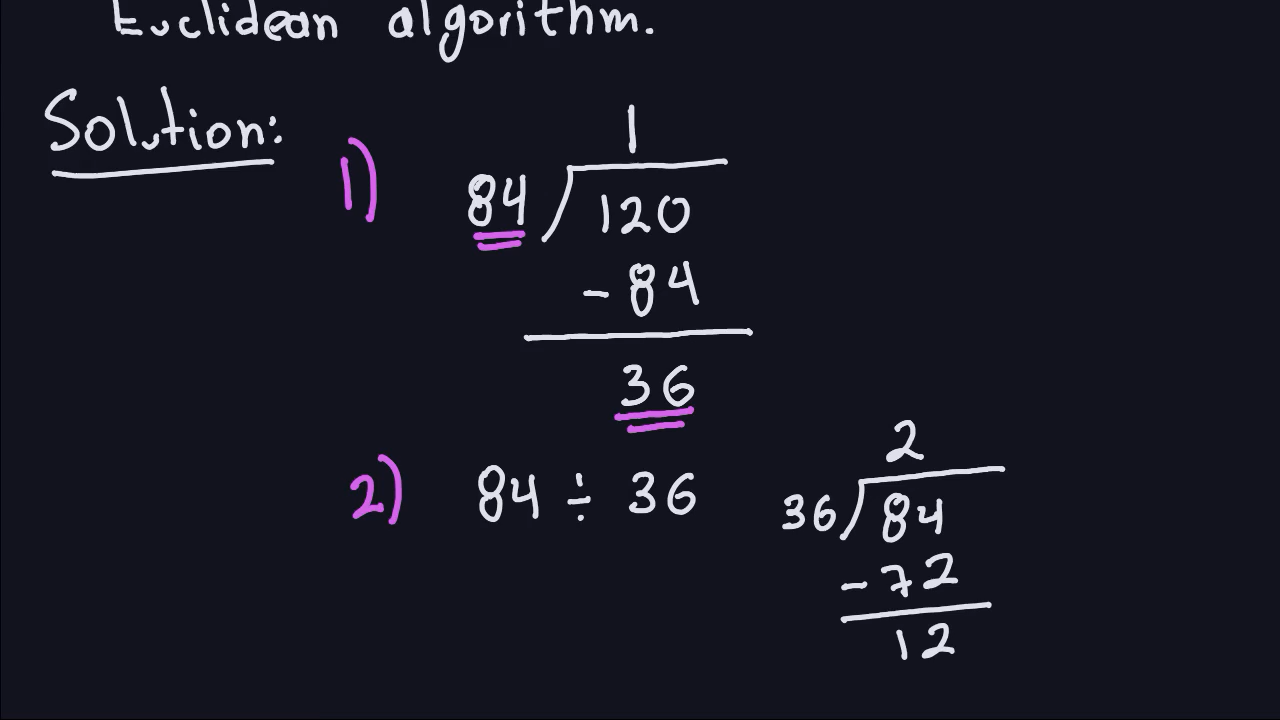 Euclidean algorithm.
Solution:
1) 1
84 120
- 84
36
2) 84 ÷ 36
2
36 84
- 72
12